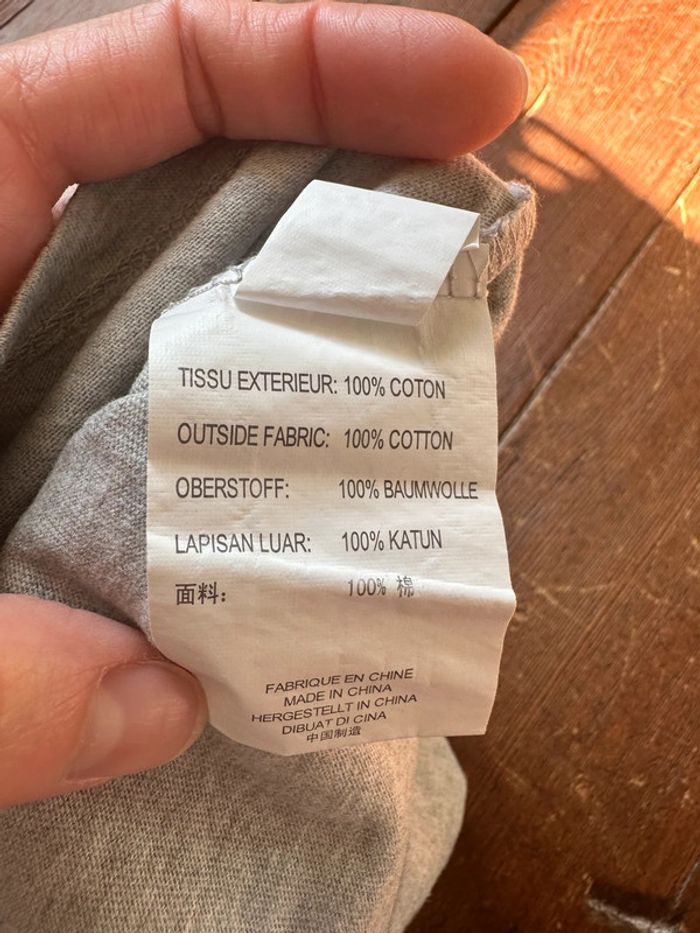 TISSU EXTERIEUR: 100% COTON
OUTSIDE FABRIC: 100% COTTON
OBERSTOFF: 100% BAUMWOLLE
LAPISAN LUAR: 100% KATUN
面料: 100% 棉
FABRIQUE EN CHINE
MADE IN CHINA
HERGESTELLT IN CHINA
DIBUAT DI CINA
中国制造